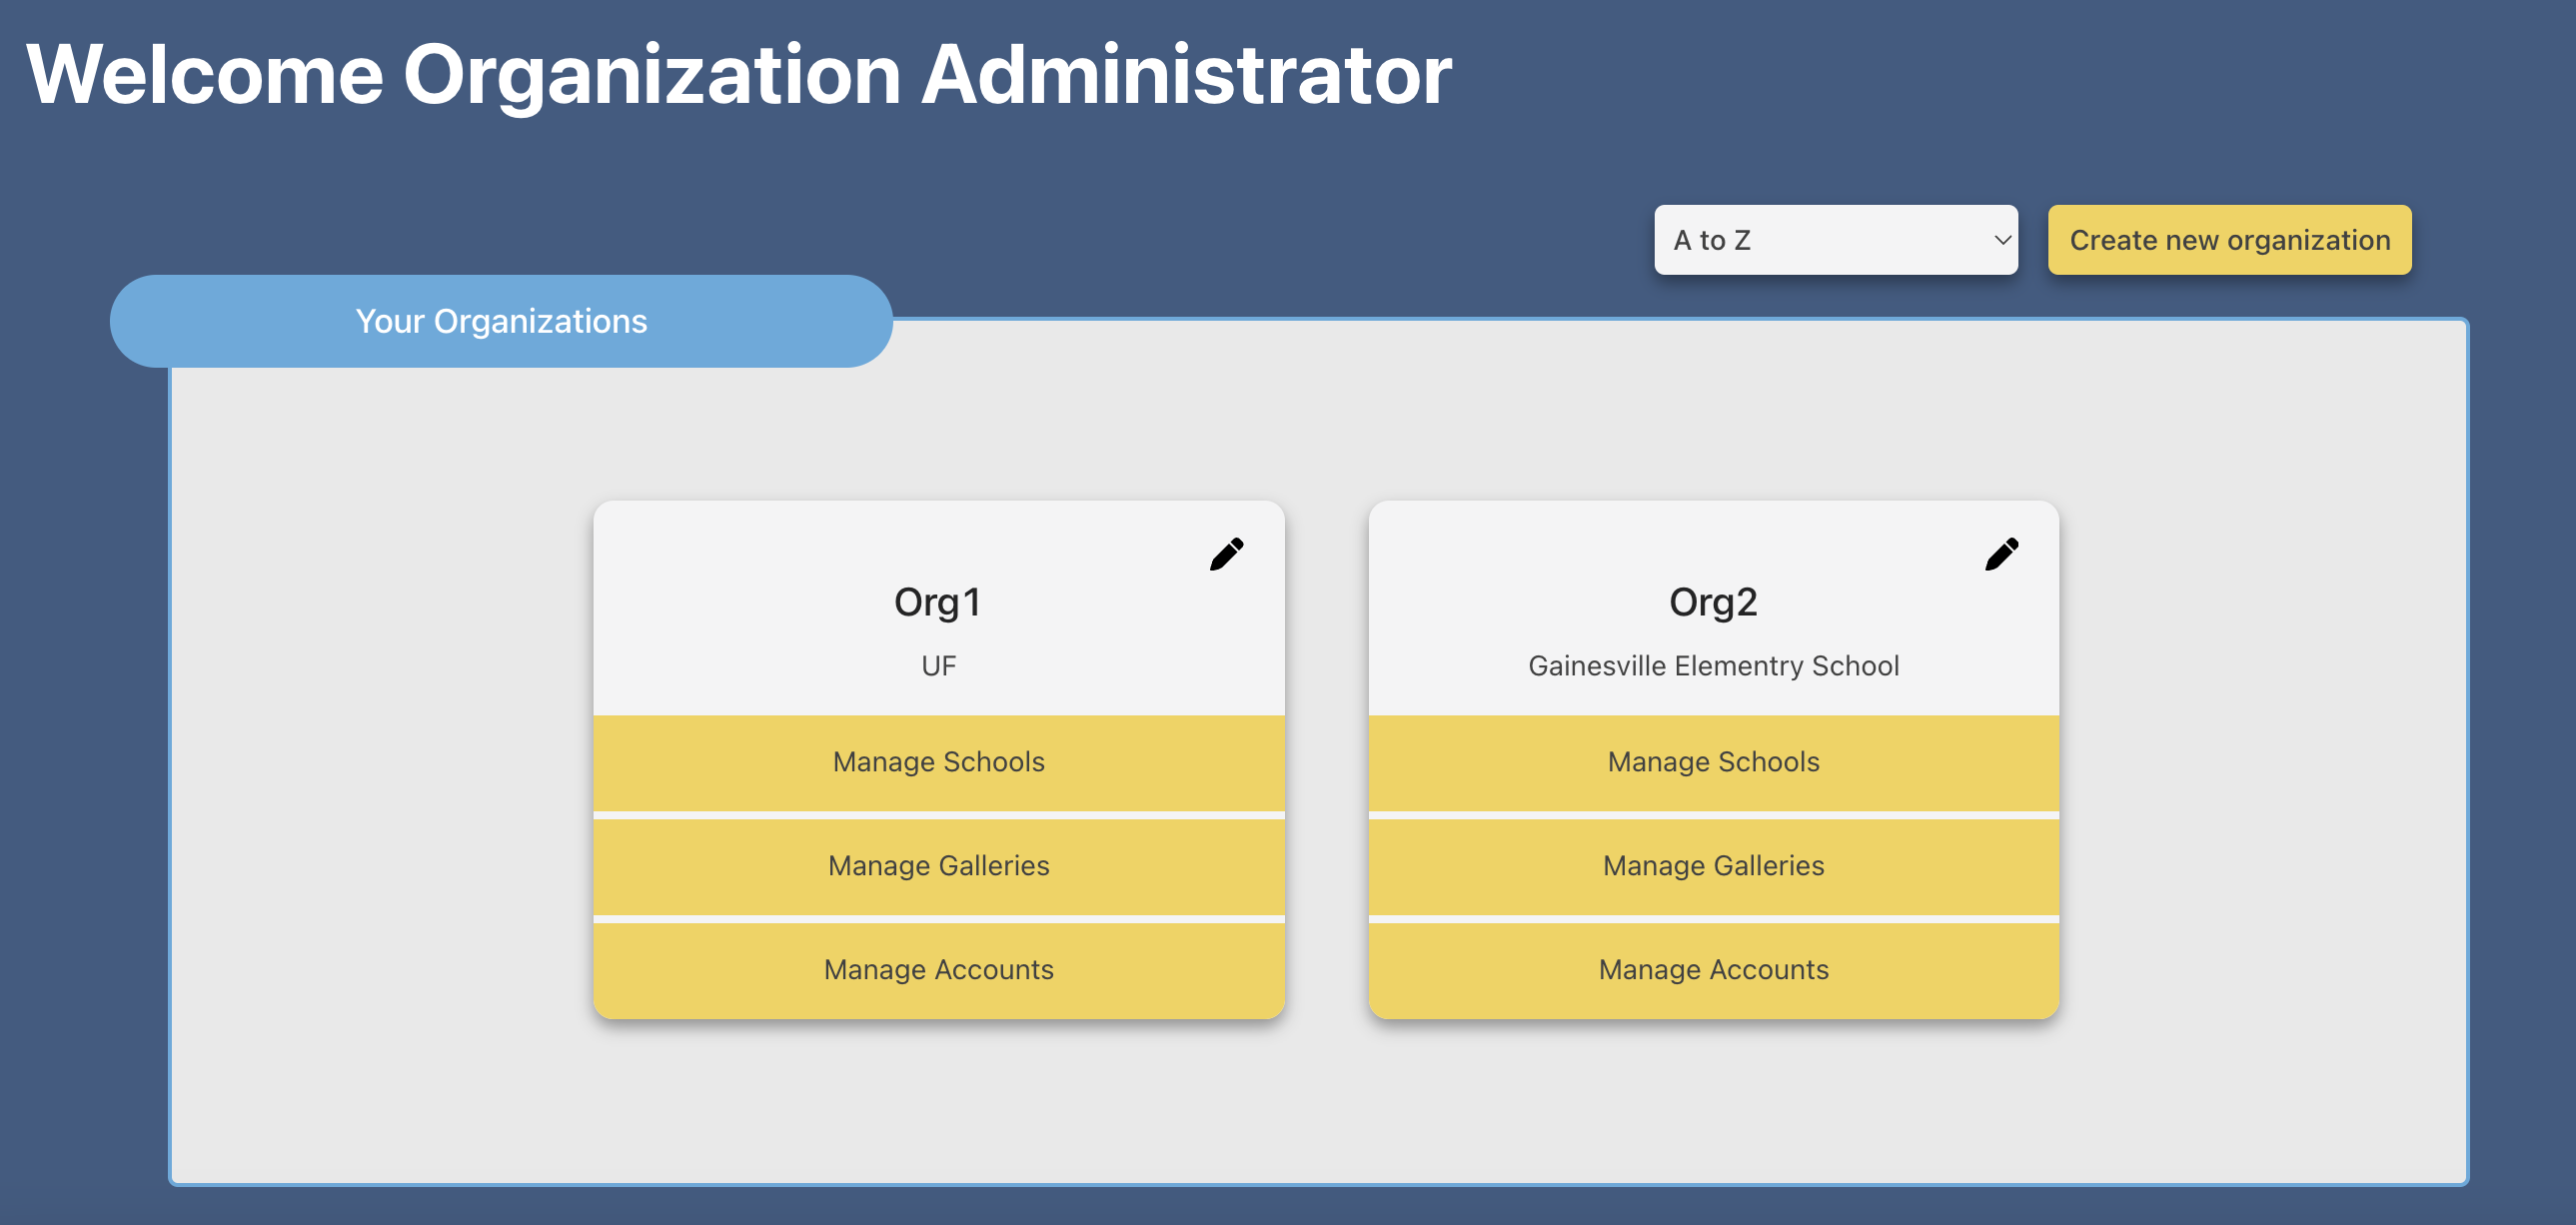 Welcome Organization Administrator
A to Z
Create new organization
Your Organizations
Org1
UF
Manage Schools
Manage Galleries
Manage Accounts
Org2
Gainesville Elementry School
Manage Schools
Manage Galleries
Manage Accounts